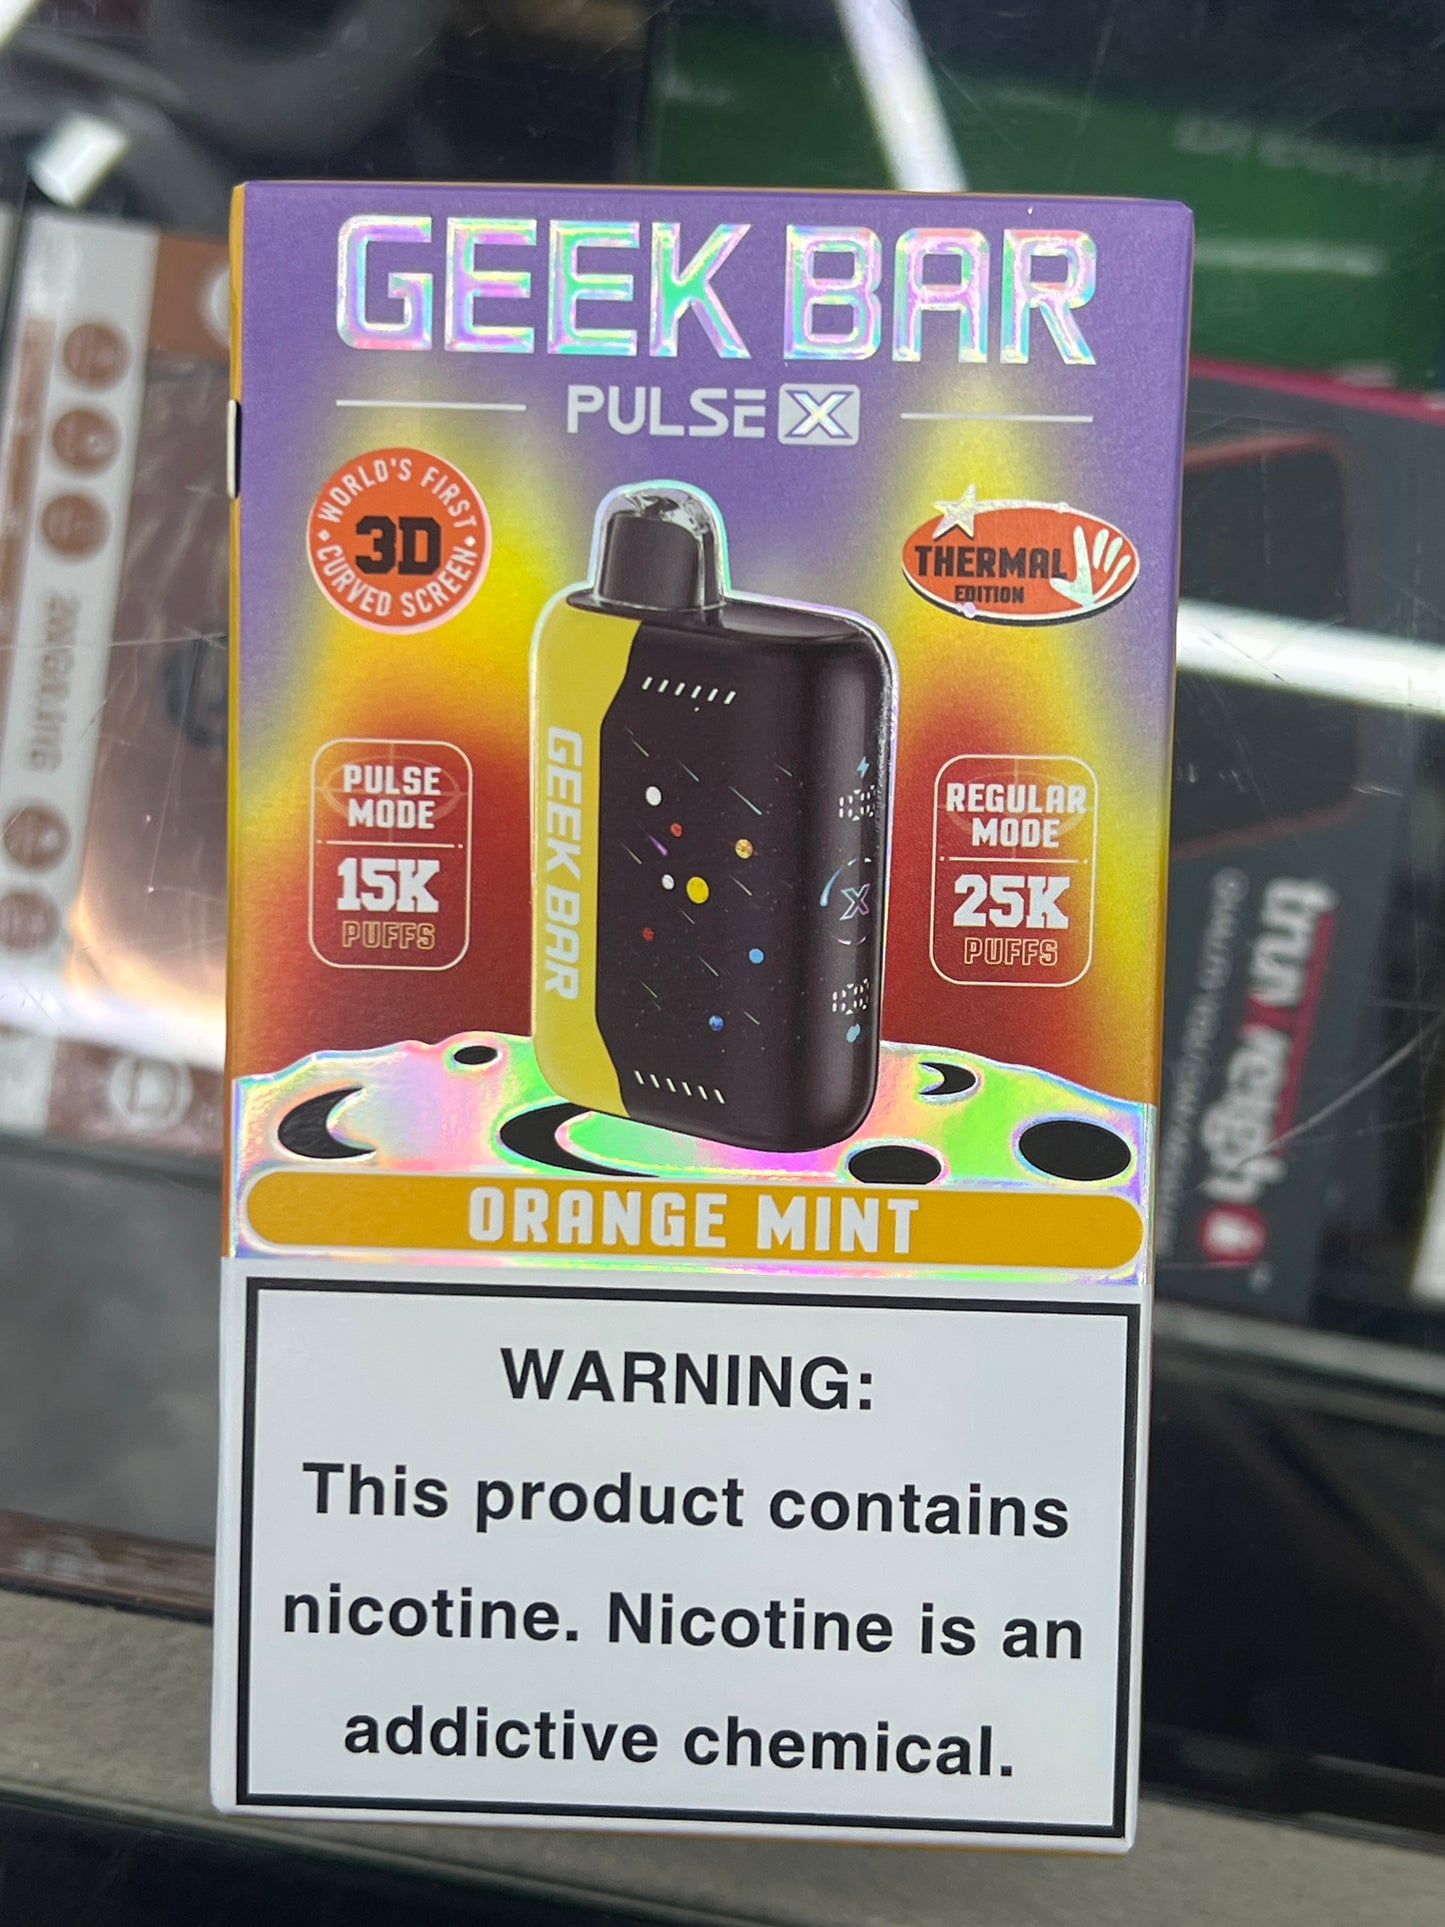 GEEK BAR
PULSE X
WORLD'S FIRST
3D
CURVED SCREEN
THERMAL
EDITION
GEEK BAR
X
PULSE
MODE
15K
PUFFS
REGULAR
MODE
25K
PUFFS
ORANGE MINT
WARNING:
This product contains
nicotine. Nicotine is an
addictive chemical.